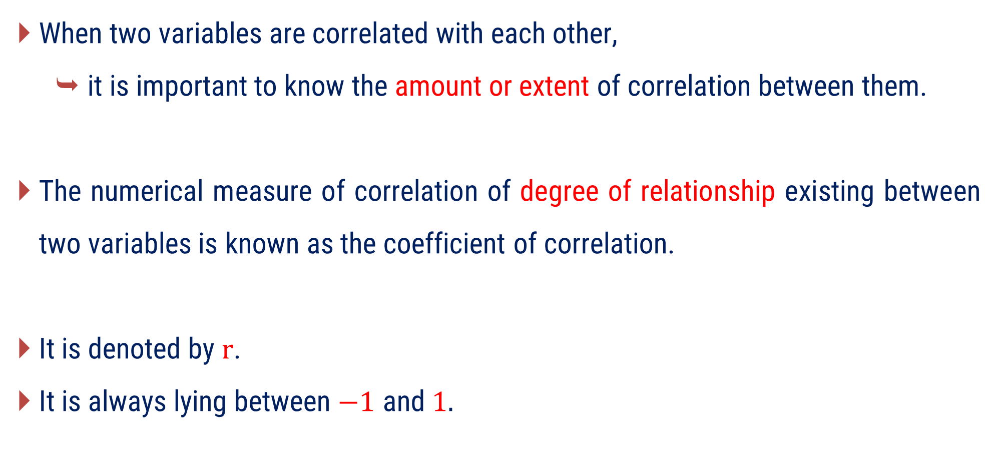 When two variables are correlated with each other,
it is important to know the amount or extent of correlation between them.
The numerical measure of correlation of degree of relationship existing between
two variables is known as the coefficient of correlation.
It is denoted by r.
It is always lying between −1 and 1.